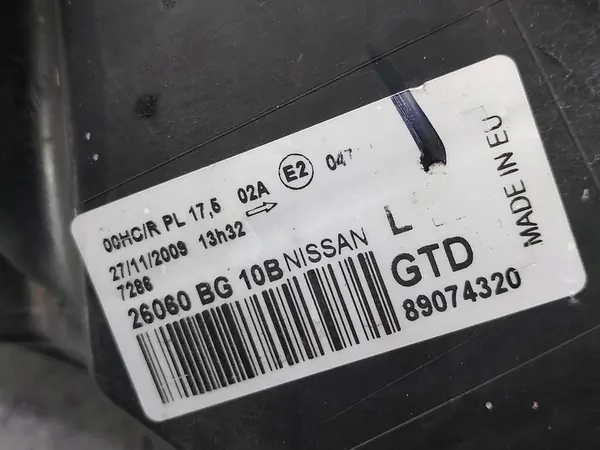 00HC/R PL 17,5 02A E2 047
27/11/2009 13h32
7286
26060 BG 10B NISSAN
L
GTD
89074320
MADE IN EU